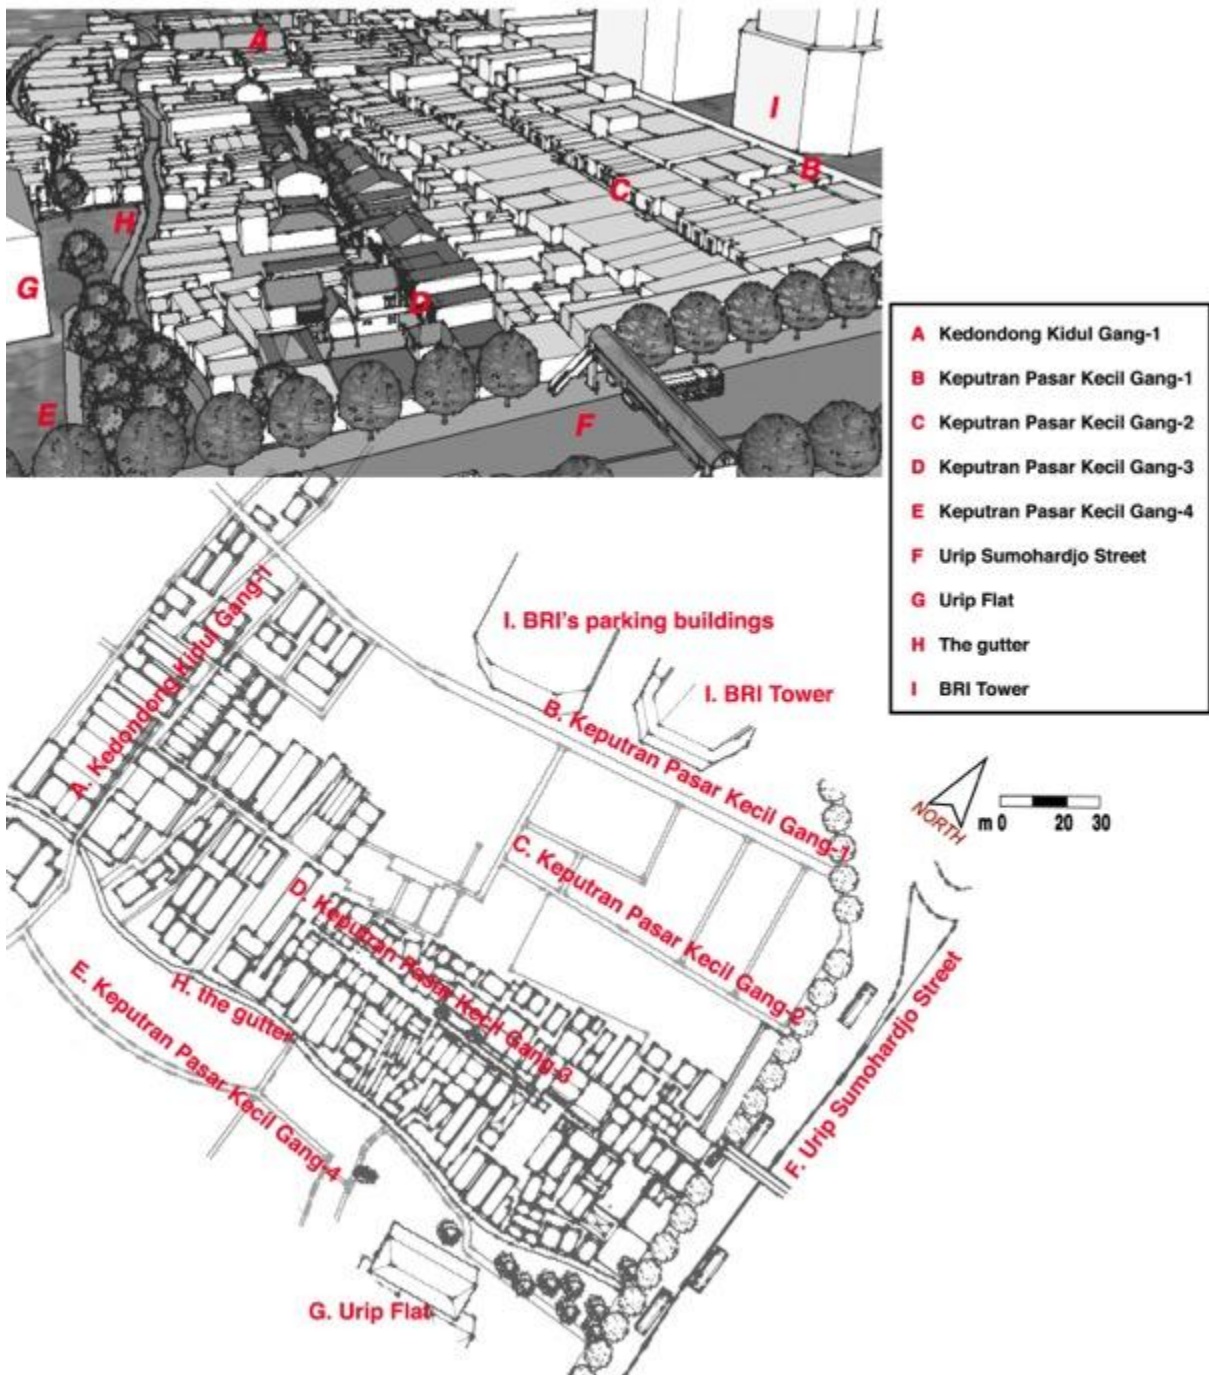 A
I
B
C
H
G
D
E
F
A Kedondong Kidul Gang-1
B Keputran Pasar Kecil Gang-1
C Keputran Pasar Kecil Gang-2
D Keputran Pasar Kecil Gang-3
E Keputran Pasar Kecil Gang-4
F Urip Sumohardjo Street
G Urip Flat
H The gutter
I BRI Tower
A. Kedondong Kidul Gang-1
I. BRI's parking buildings
I. BRI Tower
B. Keputran Pasar Kecil Gang-1
NORTH
m 0 20 30
C. Keputran Pasar Kecil Gang-2
D. Keputran Pasar Kecil Gang-3
H. the gutter
E. Keputran Pasar Kecil Gang-4
F. Urip Sumohardjo Street
G. Urip Flat